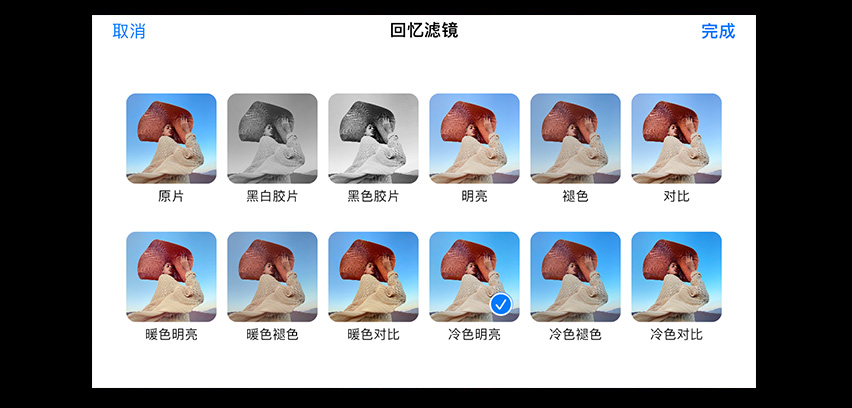 取消
回忆滤镜
完成
原片
黑白胶片
黑色胶片
明亮
褪色
对比
暖色明亮
暖色褪色
暖色对比
冷色明亮
冷色褪色
冷色对比